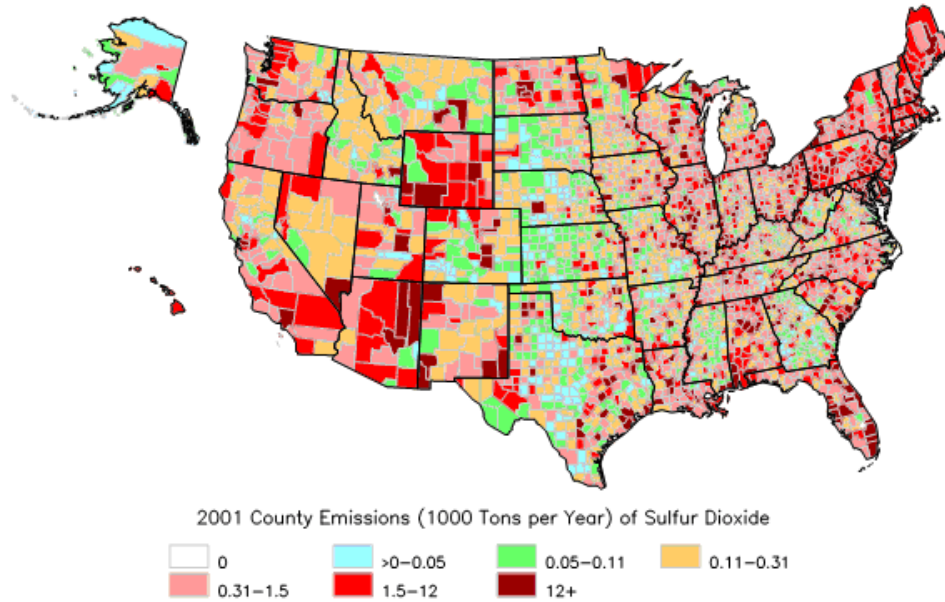 2001 County Emissions (1000 Tons per Year) of Sulfur Dioxide
0 >0-0.05 0.05-0.11 0.11-0.31
0.31-1.5 1.5-12 12+